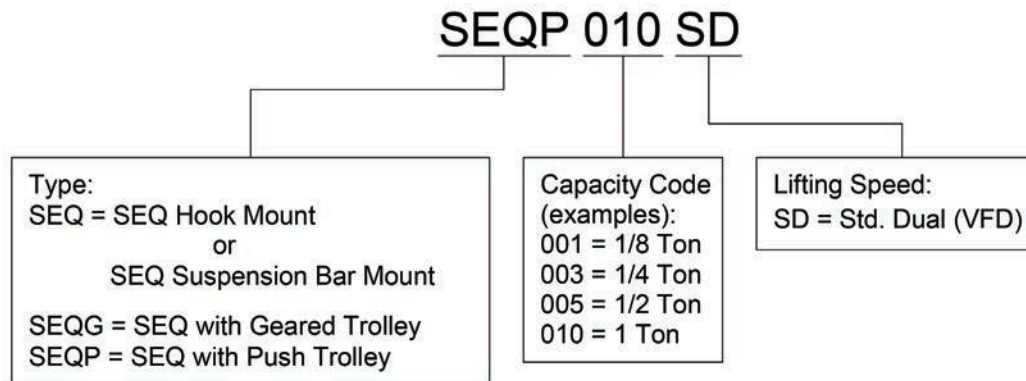 SEQP 010 SD
Type:
SEQ = SEQ Hook Mount
or
SEQ Suspension Bar Mount
SEQG = SEQ with Geared Trolley
SEQP = SEQ with Push Trolley
Capacity Code
(examples):
001 = 1/8 Ton
003 = 1/4 Ton
005 = 1/2 Ton
010 = 1 Ton
Lifting Speed:
SD = Std. Dual (VFD)